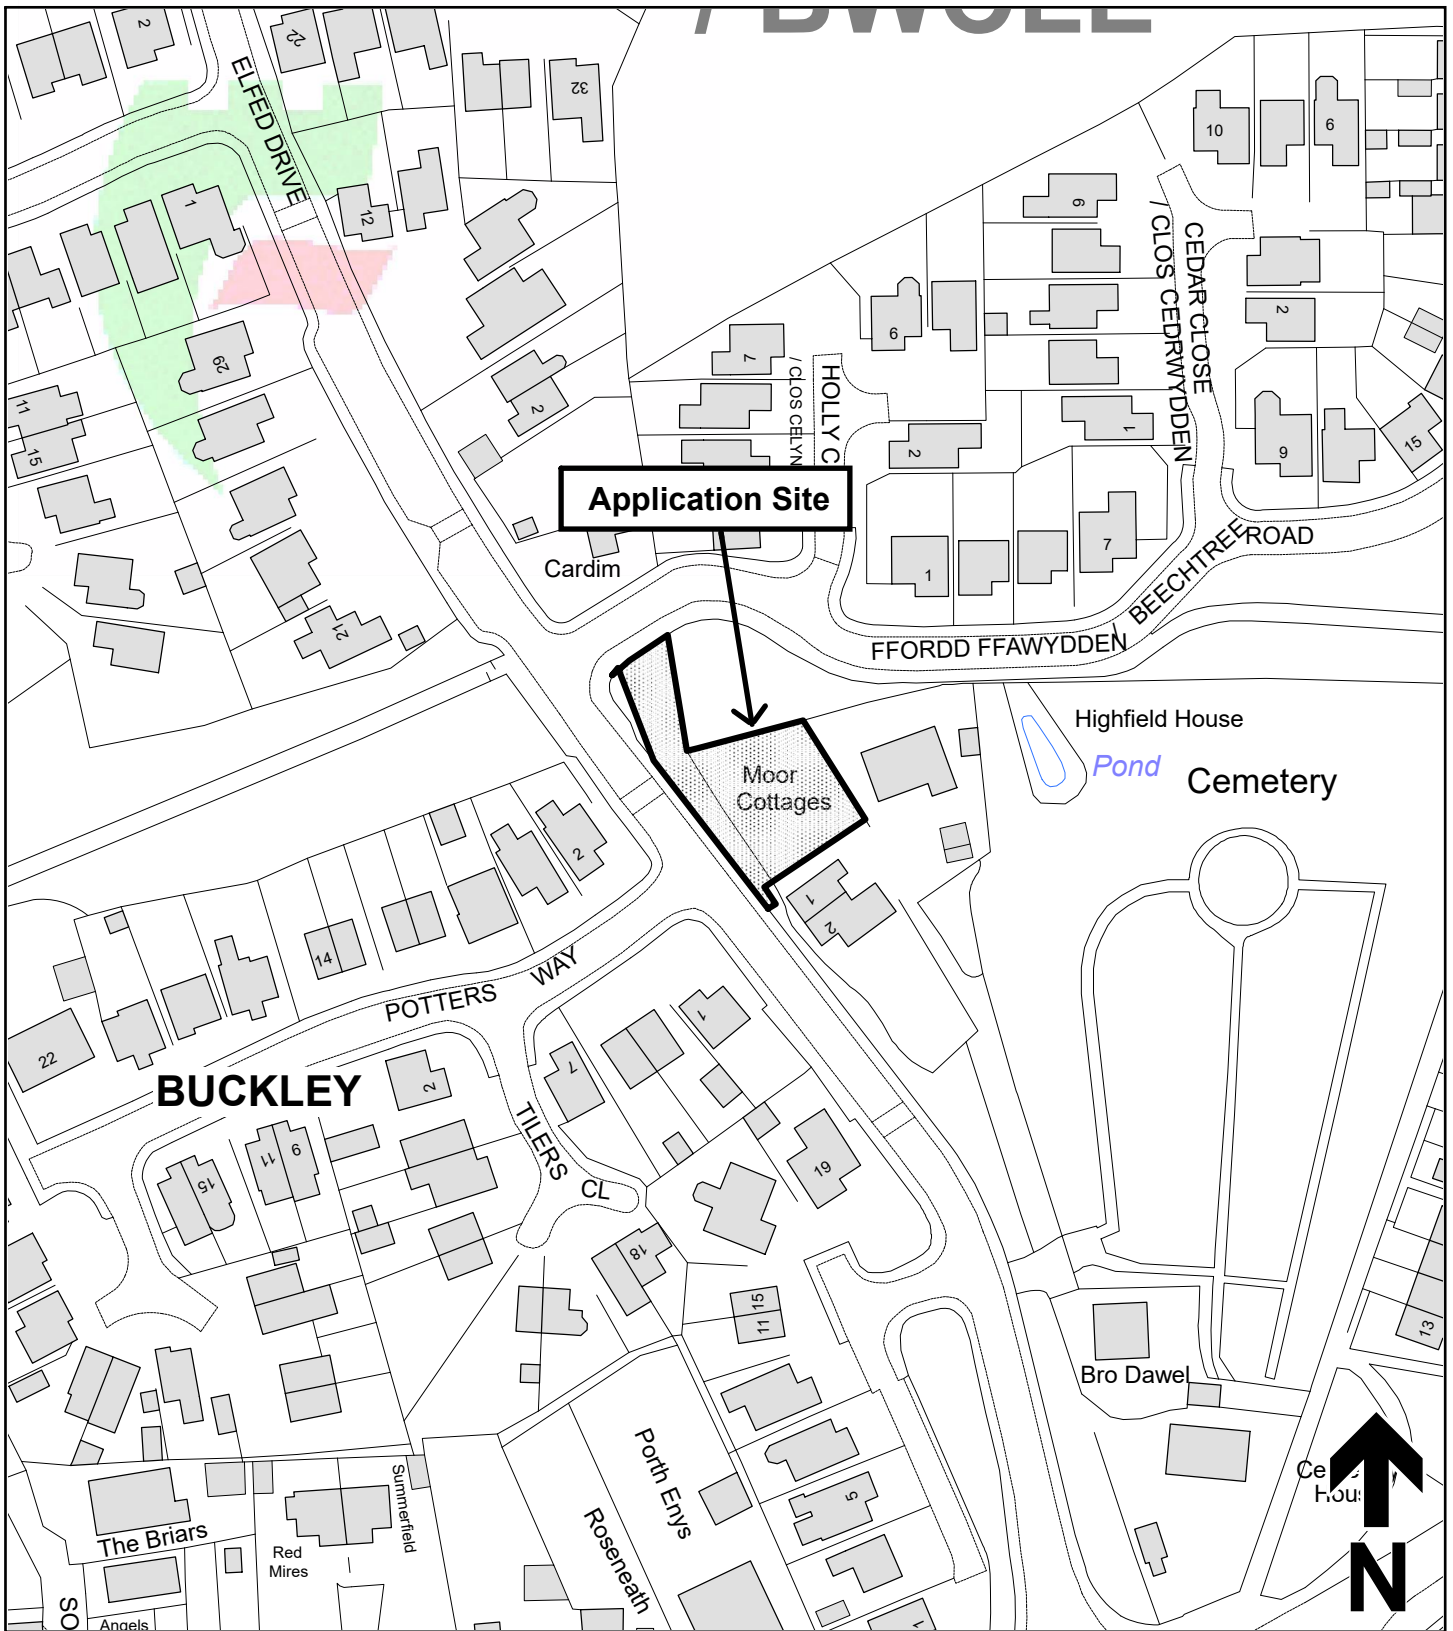 / BWCLE
2
22
32
ELFED DRIVE
10
6
1
12
9
/ CLOS CEDRWYDDEN
CEDAR CLOSE
2
29
7
/ CLOS CELYN
HOLLY C
6
11
15
2
2
1
9
15
Application Site
Cardim
1
7
ROAD
BEECHTREE
FFORDD FFAWYDDEN /
21
Highfield House
Pond
Cemetery
Moor
Cottages
2
1
2
14
POTTERS WAY
22
BUCKLEY
2
7
1
TILERS CL
11
9
15
19
18
15
11
13
Bro Dawel
Porth Enys
Roseneath
5
1
Summerfield
The Briars
Red
Mires
Angels
SO
N